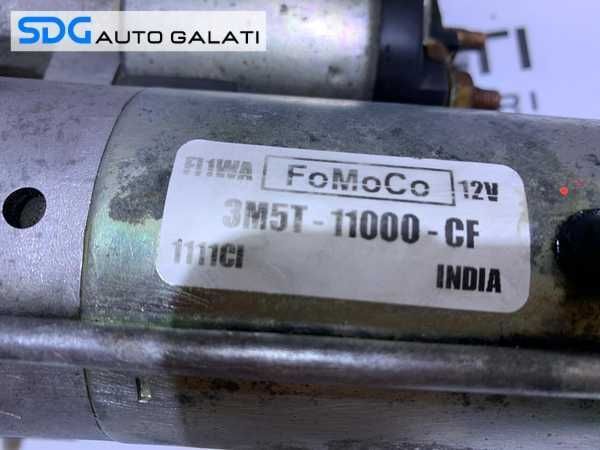 SDG AUTO GALATI
FI1WA FoMoCo 12V
3M5T-11000-CF
1111CI INDIA